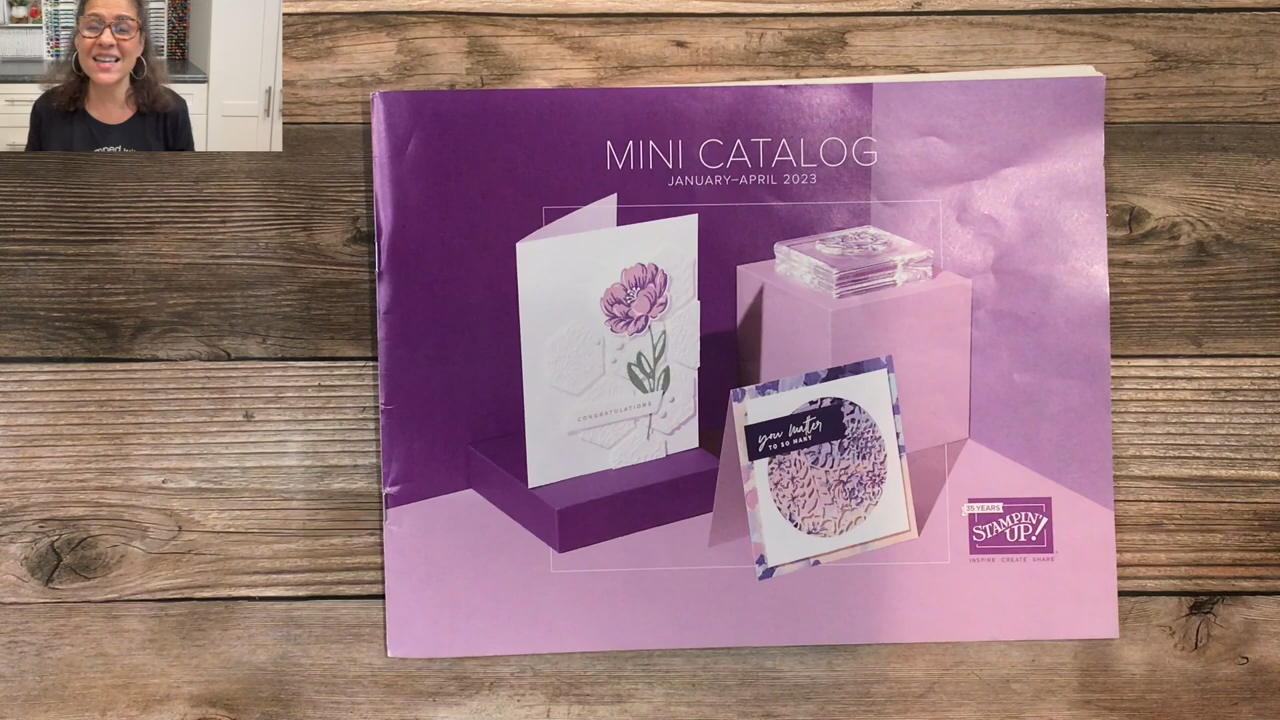 MINI CATALOG
JANUARY–APRIL 2023
CONGRATULATIONS
you matter
TO SO MANY
35 YEARS
STAMPIN'
UP!
INSPIRE CREATE SHARE